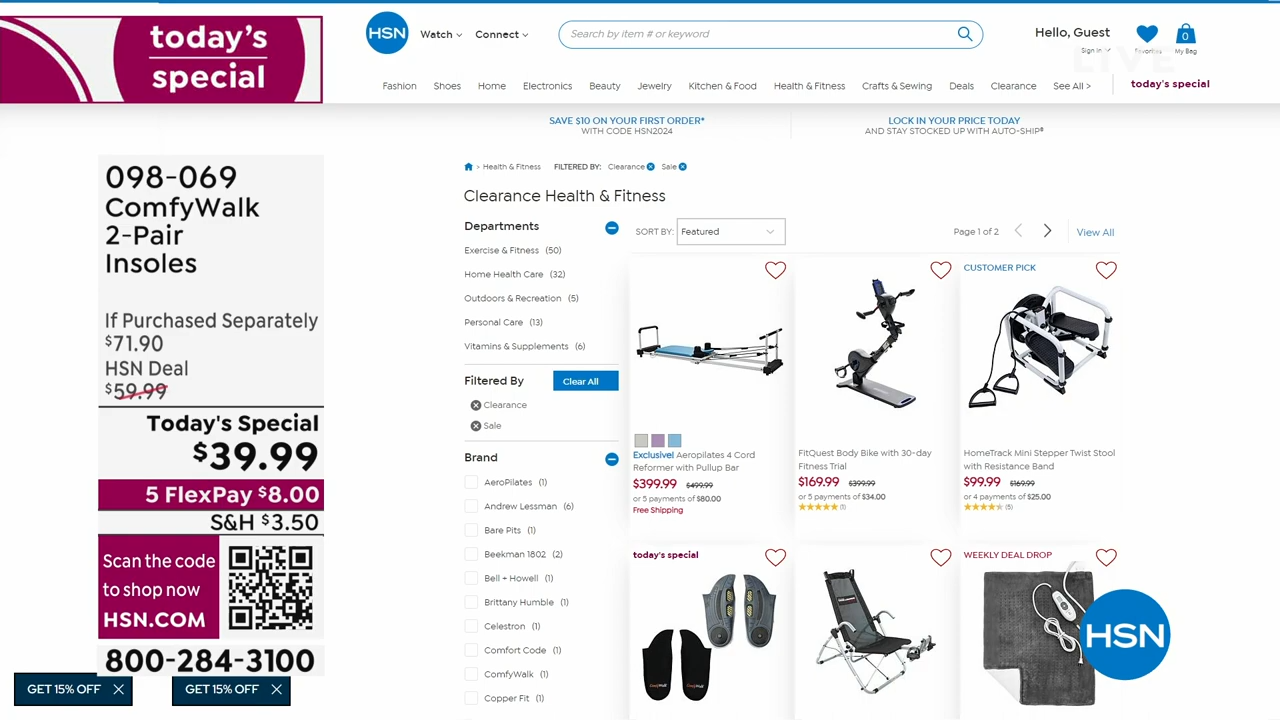 today's
special
098-069
ComfyWalk
2-Pair
Insoles
If Purchased Separately
$71.90
HSN Deal
$59.99
Today's Special
$39.99
5 FlexPay $8.00
S&H $3.50
Scan the code
to shop now
HSN.COM
800-284-3100
GET 15% OFF
GET 15% OFF
HSN
Watch
Connect
Search by item # or keyword
Hello, Guest
Sign In
Favorites
0
My Bag
LIVE
Fashion Shoes Home Electronics Beauty Jewelry Kitchen & Food Health & Fitness Crafts & Sewing Deals Clearance See All > today's special
SAVE $10 ON YOUR FIRST ORDER*
WITH CODE HSN2024
LOCK IN YOUR PRICE TODAY
AND STAY STOCKED UP WITH AUTO-SHIP®
> Health & Fitness FILTERED BY: Clearance Sale
Clearance Health & Fitness
Departments
Exercise & Fitness (50)
Home Health Care (32)
Outdoors & Recreation (5)
Personal Care (13)
Vitamins & Supplements (6)
Filtered By Clear All
Clearance
Sale
Brand
AeroPilates (1)
Andrew Lessman (6)
Bare Pits (1)
Beekman 1802 (2)
Bell + Howell (1)
Brittany Humble (1)
Celestron (1)
Comfort Code (1)
ComfyWalk (1)
Copper Fit (1)
SORT BY: Featured
Page 1 of 2
View All
Exclusive! Aeropilates 4 Cord
Reformer with Pullup Bar
$399.99 $499.99
or 5 payments of $80.00
Free Shipping
FitQuest Body Bike with 30-day
Fitness Trial
$169.99 $399.99
or 5 payments of $34.00
(1)
CUSTOMER PICK
HomeTrack Mini Stepper Twist Stool
with Resistance Band
$99.99 $169.99
or 4 payments of $25.00
(5)
today's special
WEEKLY DEAL DROP
HSN